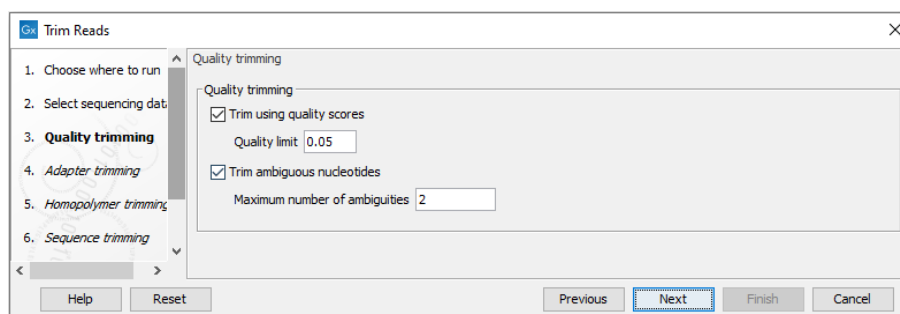 Gx Trim Reads
1. Choose where to run
2. Select sequencing dat
3. Quality trimming
4. Adapter trimming
5. Homopolymer trimming
6. Sequence trimming
Quality trimming
Quality trimming
Trim using quality scores
Quality limit 0.05
Trim ambiguous nucleotides
Maximum number of ambiguities 2
Help Reset Previous Next Finish Cancel